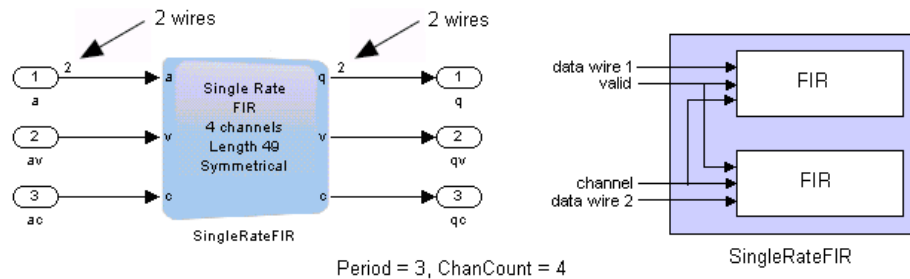 2 wires
2 wires
1
2
a
a
Single Rate
FIR
4 channels
Length 49
Symmetrical
q
2
1
q
2
av
v
v
2
qv
3
ac
c
c
3
qc
SingleRateFIR
data wire 1
valid
FIR
channel
data wire 2
FIR
SingleRateFIR
Period = 3, ChanCount = 4